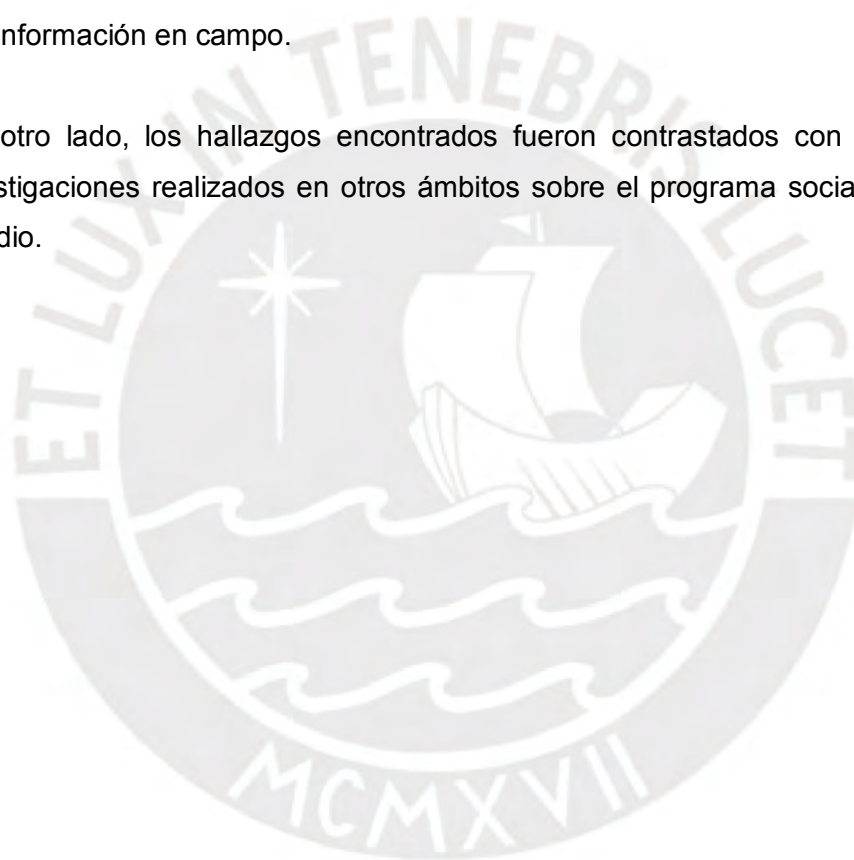 nformación en campo.
otro lado, los hallazgos encontrados fueron contrastados con
stigaciones realizados en otros ámbitos sobre el programa socia
dio.
ET LUX IN TENEBRIS LUCET
MCMXVII